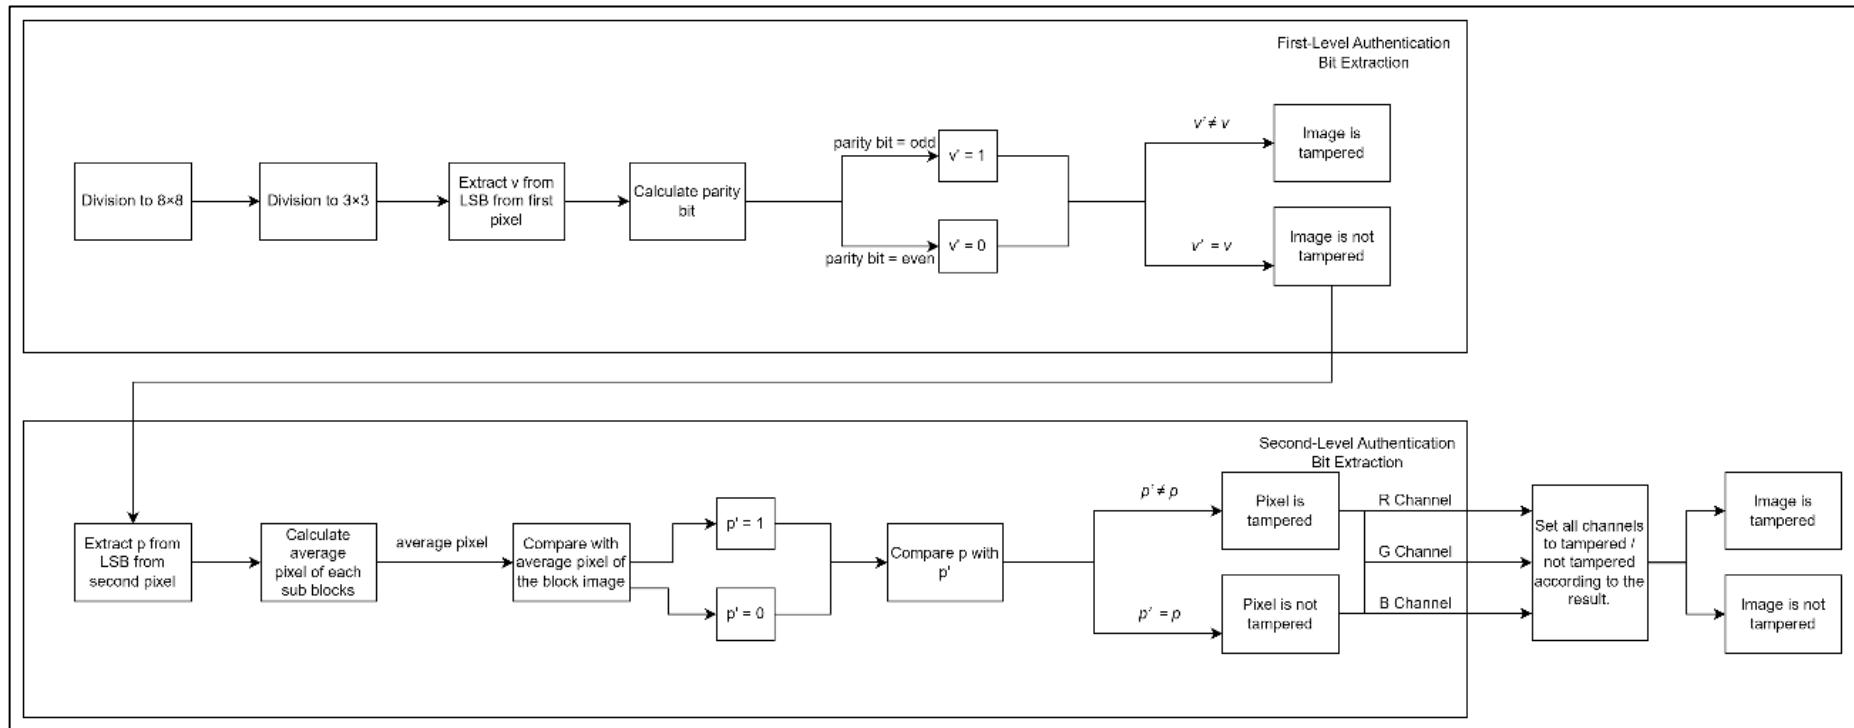 First-Level Authentication
Bit Extraction
Division to 8×8
Division to 3×3
Extract v from
LSB from first
pixel
Calculate parity
bit
parity bit = odd
v' = 1
parity bit = even
v' = 0
v' ≠ v
Image is
tampered
v' = v
Image is not
tampered
Second-Level Authentication
Bit Extraction
Extract p from
LSB from
second pixel
Calculate
average
pixel of each
sub blocks
average pixel
Compare with
average pixel of
the block image
p' = 1
p' = 0
Compare p with
p'
p' ≠ p
Pixel is
tampered
p' = p
Pixel is not
tampered
R Channel
G Channel
B Channel
Set all channels
to tampered /
not tampered
according to the
result.
Image is
tampered
Image is not
tampered